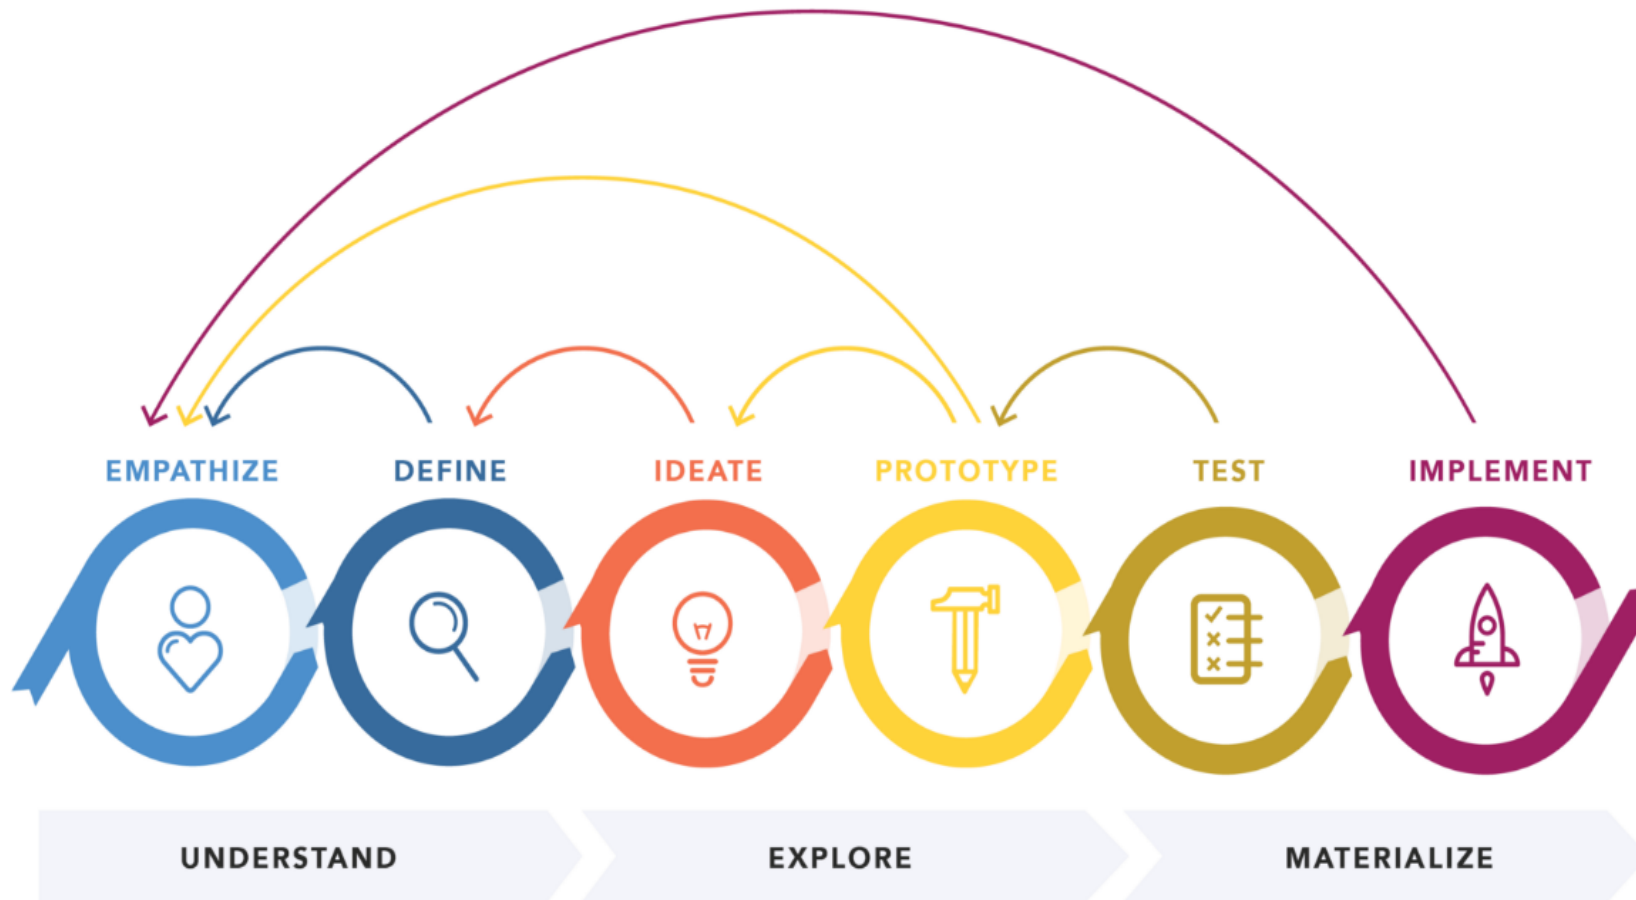 EMPATHIZE
DEFINE
IDEATE
PROTOTYPE
TEST
IMPLEMENT
UNDERSTAND
EXPLORE
MATERIALIZE